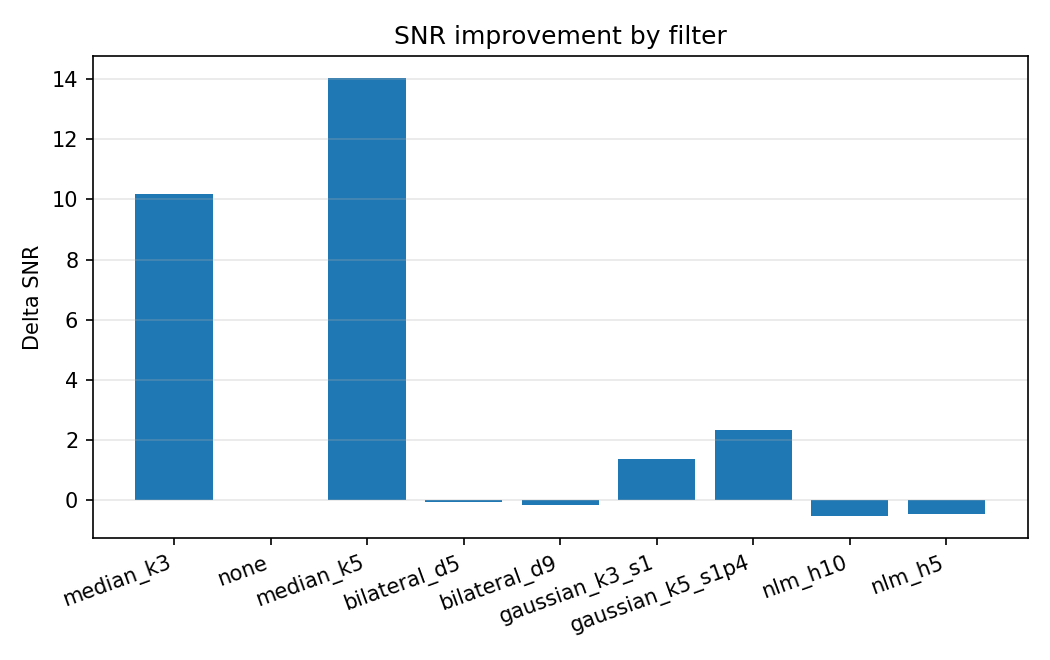 SNR improvement by filter
Delta SNR
14
12
10
8
6
4
2
0
median_k3
none
median_k5
bilateral_d5
bilateral_d9
gaussian_k3_s1
gaussian_k5_s1p4
nlm_h10
nlm_h5